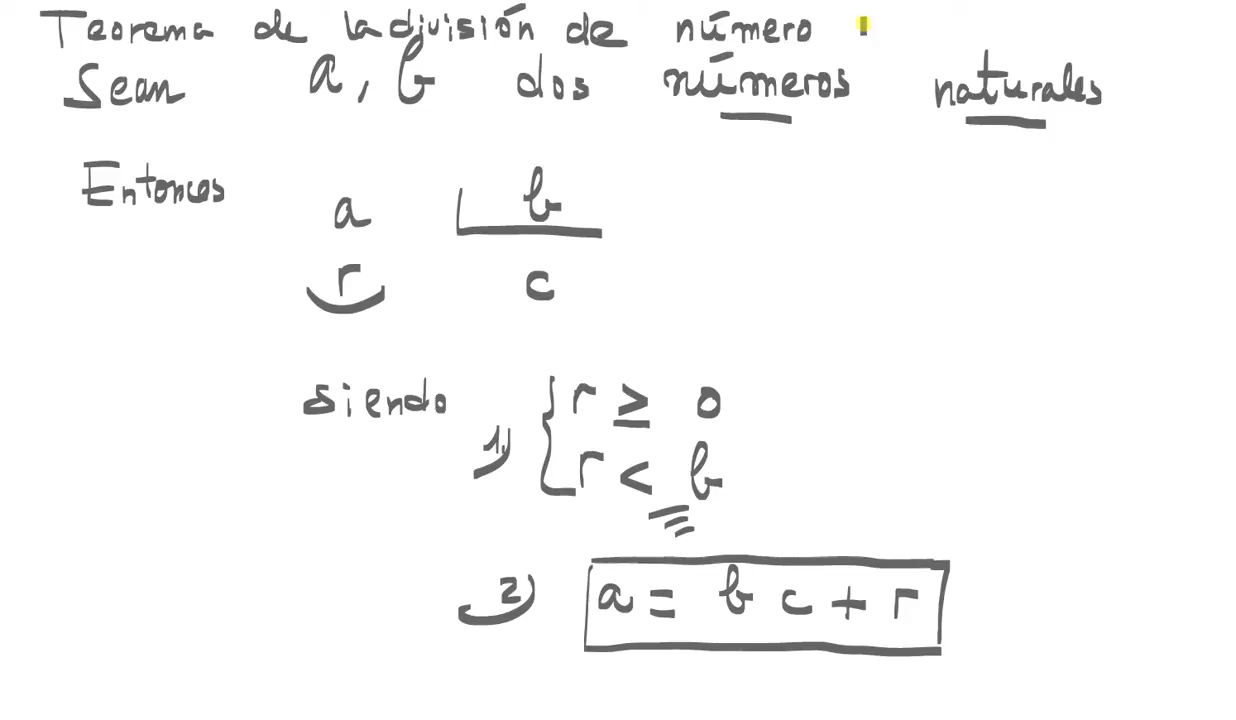 Teorema de la división de número
Sean a, b dos números naturales
Entonces
a b
r c
siendo
1) { r ≥ 0
r < b
2) a = b c + r